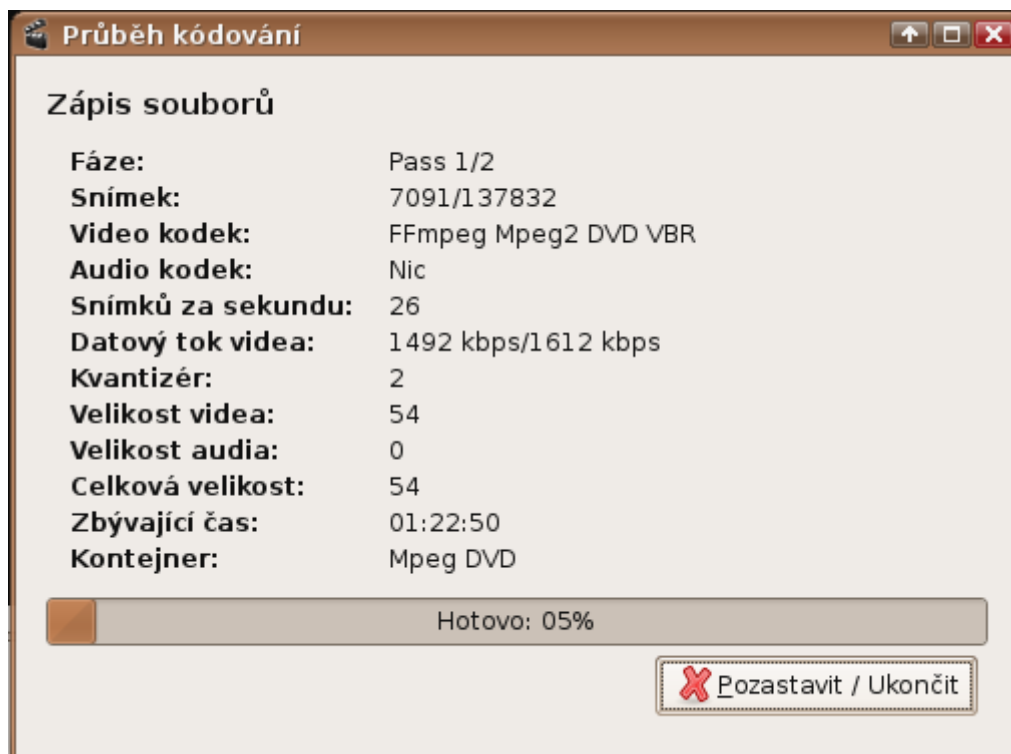 Průběh kódování
Zápis souborů
Fáze: Pass 1/2
Snímek: 7091/137832
Video kodek: FFmpeg Mpeg2 DVD VBR
Audio kodek: Nic
Snímků za sekundu: 26
Datový tok videa: 1492 kbps/1612 kbps
Kvantizér: 2
Velikost videa: 54
Velikost audia: 0
Celková velikost: 54
Zbývající čas: 01:22:50
Kontejner: Mpeg DVD
Hotovo: 05%
Pozastavit / Ukončit